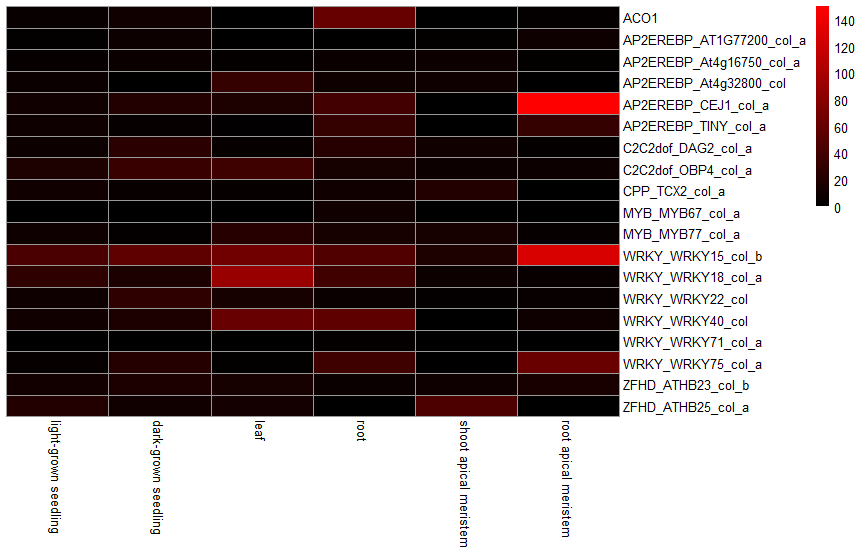 ACO1
AP2EREBP_AT1G77200_col_a
AP2EREBP_At4g16750_col_a
AP2EREBP_At4g32800_col
AP2EREBP_CEJ1_col_a
AP2EREBP_TINY_col_a
C2C2dof_DAG2_col_a
C2C2dof_OBP4_col_a
CPP_TCX2_col_a
MYB_MYB67_col_a
MYB_MYB77_col_a
WRKY_WRKY15_col_b
WRKY_WRKY18_col_a
WRKY_WRKY22_col
WRKY_WRKY40_col
WRKY_WRKY71_col_a
WRKY_WRKY75_col_a
ZFHD_ATHB23_col_b
ZFHD_ATHB25_col_a
light-grown seedling
dark-grown seedling
leaf
root
shoot apical meristem
root apical meristem
140
120
100
80
60
40
20
0